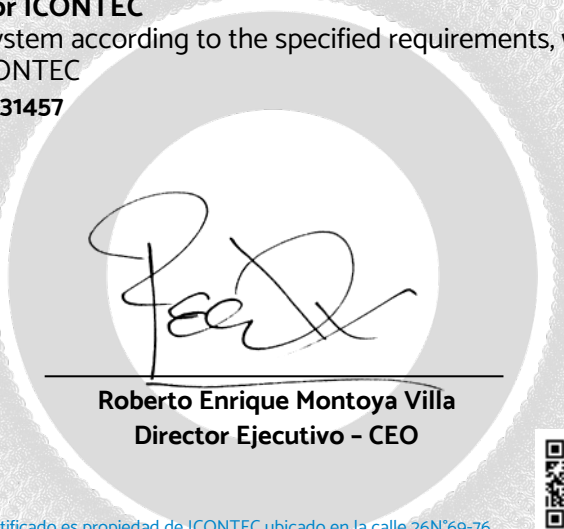 or ICONTEC
ystem according to the specified requirements,
ONTEC
31457
Roberto Enrique Montoya Villa
Director Ejecutivo – CEO
tificado es propiedad de ICONTEC ubicado en la calle 26N°69-76